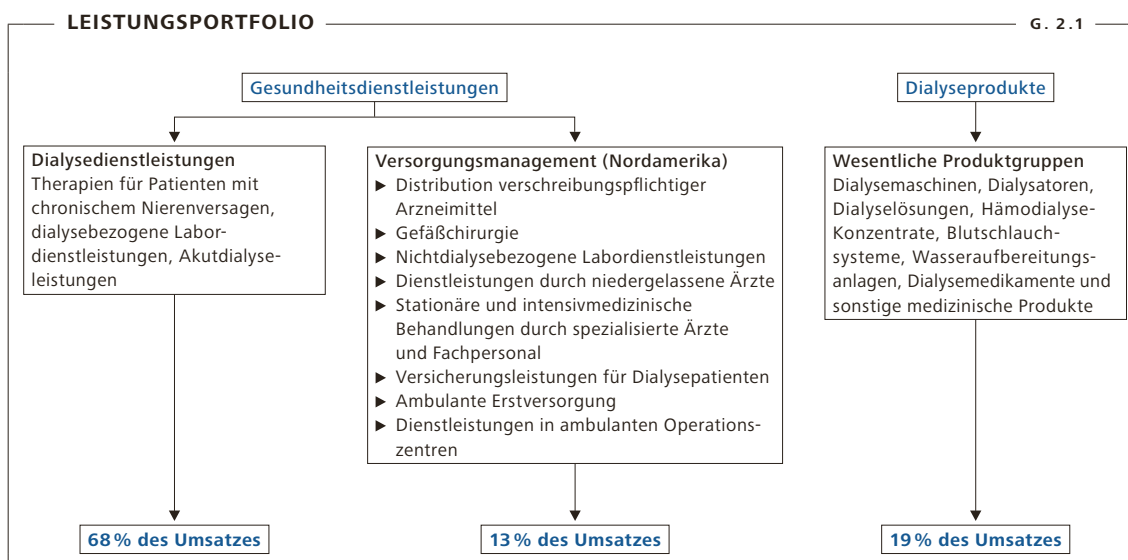 LEISTUNGSPORTFOLIO
G. 2.1
Gesundheitsdienstleistungen
Dialyseprodukte
Dialysedienstleistungen
Therapien für Patienten mit
chronischem Nierenversagen,
dialysebezogene Labor-
dienstleistungen, Akutdialyse-
leistungen
Versorgungsmanagement (Nordamerika)
► Distribution verschreibungspflichtiger
Arzneimittel
► Gefäßchirurgie
► Nichtdialysebezogene Labordienstleistungen
► Dienstleistungen durch niedergelassene Ärzte
► Stationäre und intensivmedizinische
Behandlungen durch spezialisierte Ärzte
und Fachpersonal
► Versicherungsleistungen für Dialysepatienten
► Ambulante Erstversorgung
► Dienstleistungen in ambulanten Operations-
zentren
Wesentliche Produktgruppen
Dialysemaschinen, Dialysatoren,
Dialyselösungen, Hämodialyse-
Konzentrate, Blutschlauch-
systeme, Wasseraufbereitungs-
anlagen, Dialysemedikamente und
sonstige medizinische Produkte
68 % des Umsatzes
13 % des Umsatzes
19 % des Umsatzes